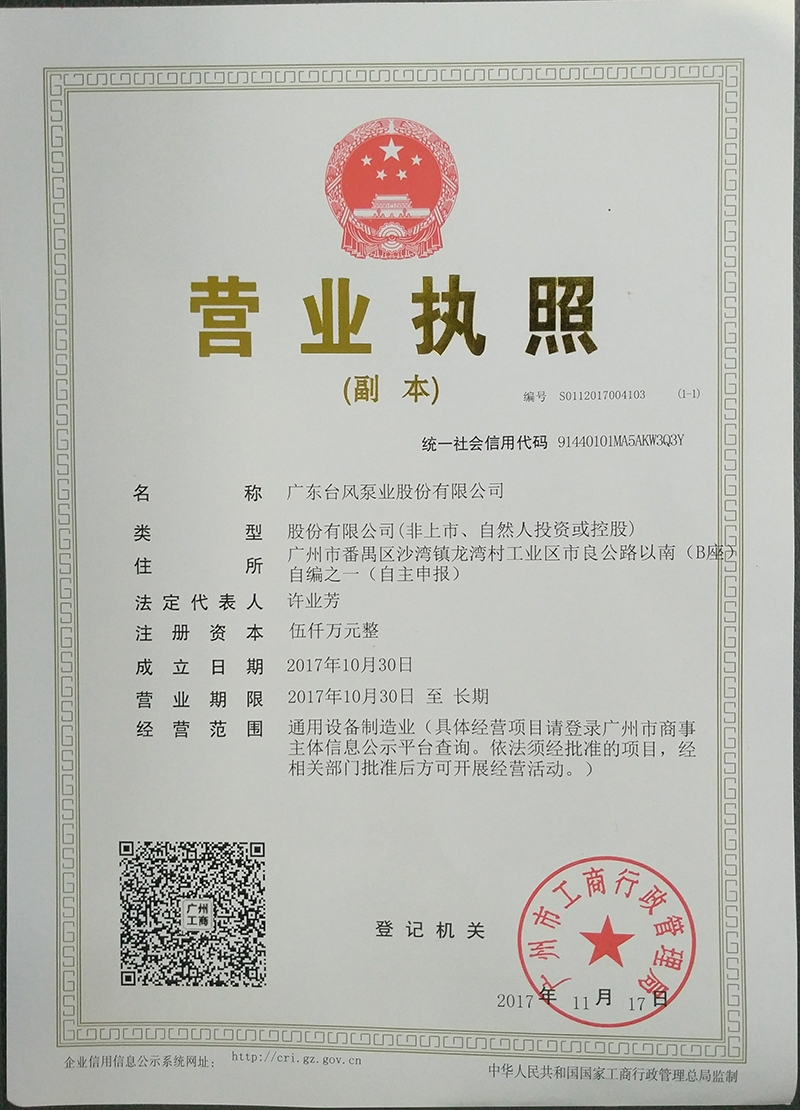 营业执照
(副 本)
编号 S0112017004103 (1-1)
统一社会信用代码 91440101MA5AKW3Q3Y
名称 广东台风泵业股份有限公司
类型 股份有限公司(非上市、自然人投资或控股)
住所 广州市番禺区沙湾镇龙湾村工业区市良公路以南（B座）
自编之一（自主申报）
法定代表人 许业芳
注册资本 伍仟万元整
成立日期 2017年10月30日
营业期限 2017年10月30日 至 长期
经营范围 通用设备制造业（具体经营项目请登录广州市商事
主体信息公示平台查询。依法须经批准的项目，经
相关部门批准后方可开展经营活动。）
广州
工商
登记机关
广州市工商行政管理局
2017 年 11 月 17 日
企业信用信息公示系统网址： http://cri.gz.gov.cn
中华人民共和国国家工商行政管理总局监制